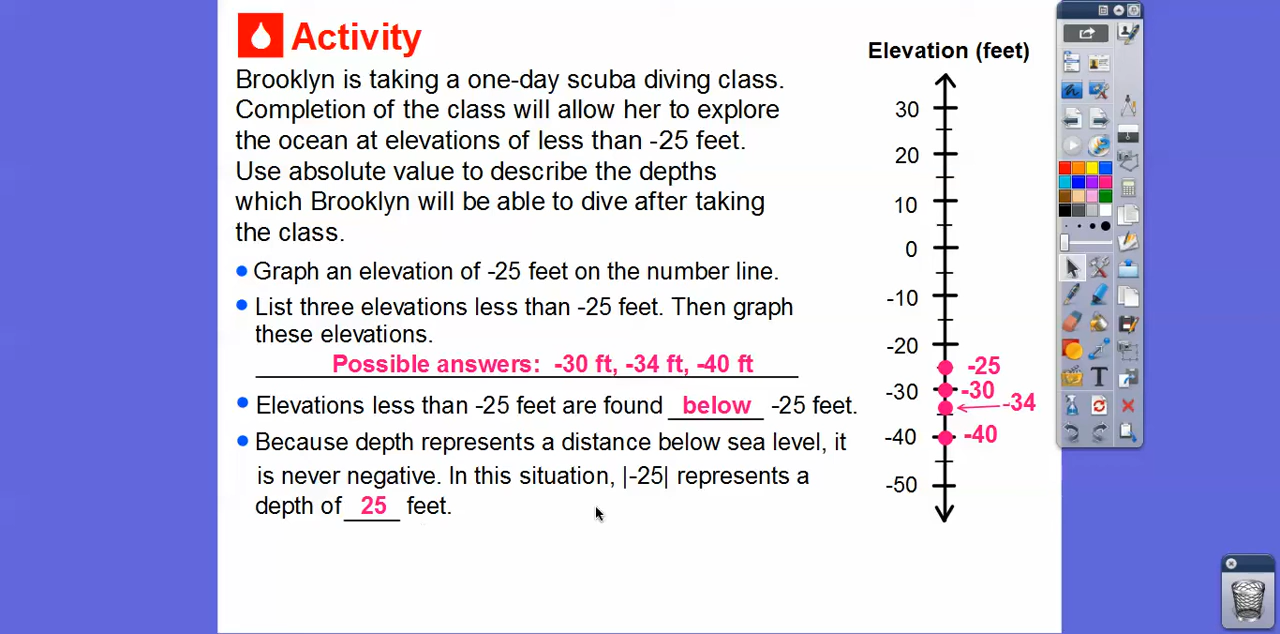 Activity
Brooklyn is taking a one-day scuba diving class.
Completion of the class will allow her to explore
the ocean at elevations of less than -25 feet.
Use absolute value to describe the depths
which Brooklyn will be able to dive after taking
the class.
Graph an elevation of -25 feet on the number line.
List three elevations less than -25 feet. Then graph
these elevations.
Possible answers: -30 ft, -34 ft, -40 ft
Elevations less than -25 feet are found below -25 feet.
Because depth represents a distance below sea level, it
is never negative. In this situation, |-25| represents a
depth of 25 feet.
Elevation (feet)
30
20
10
0
-10
-20
-25
-30 -30
-34
-40 -40
-50